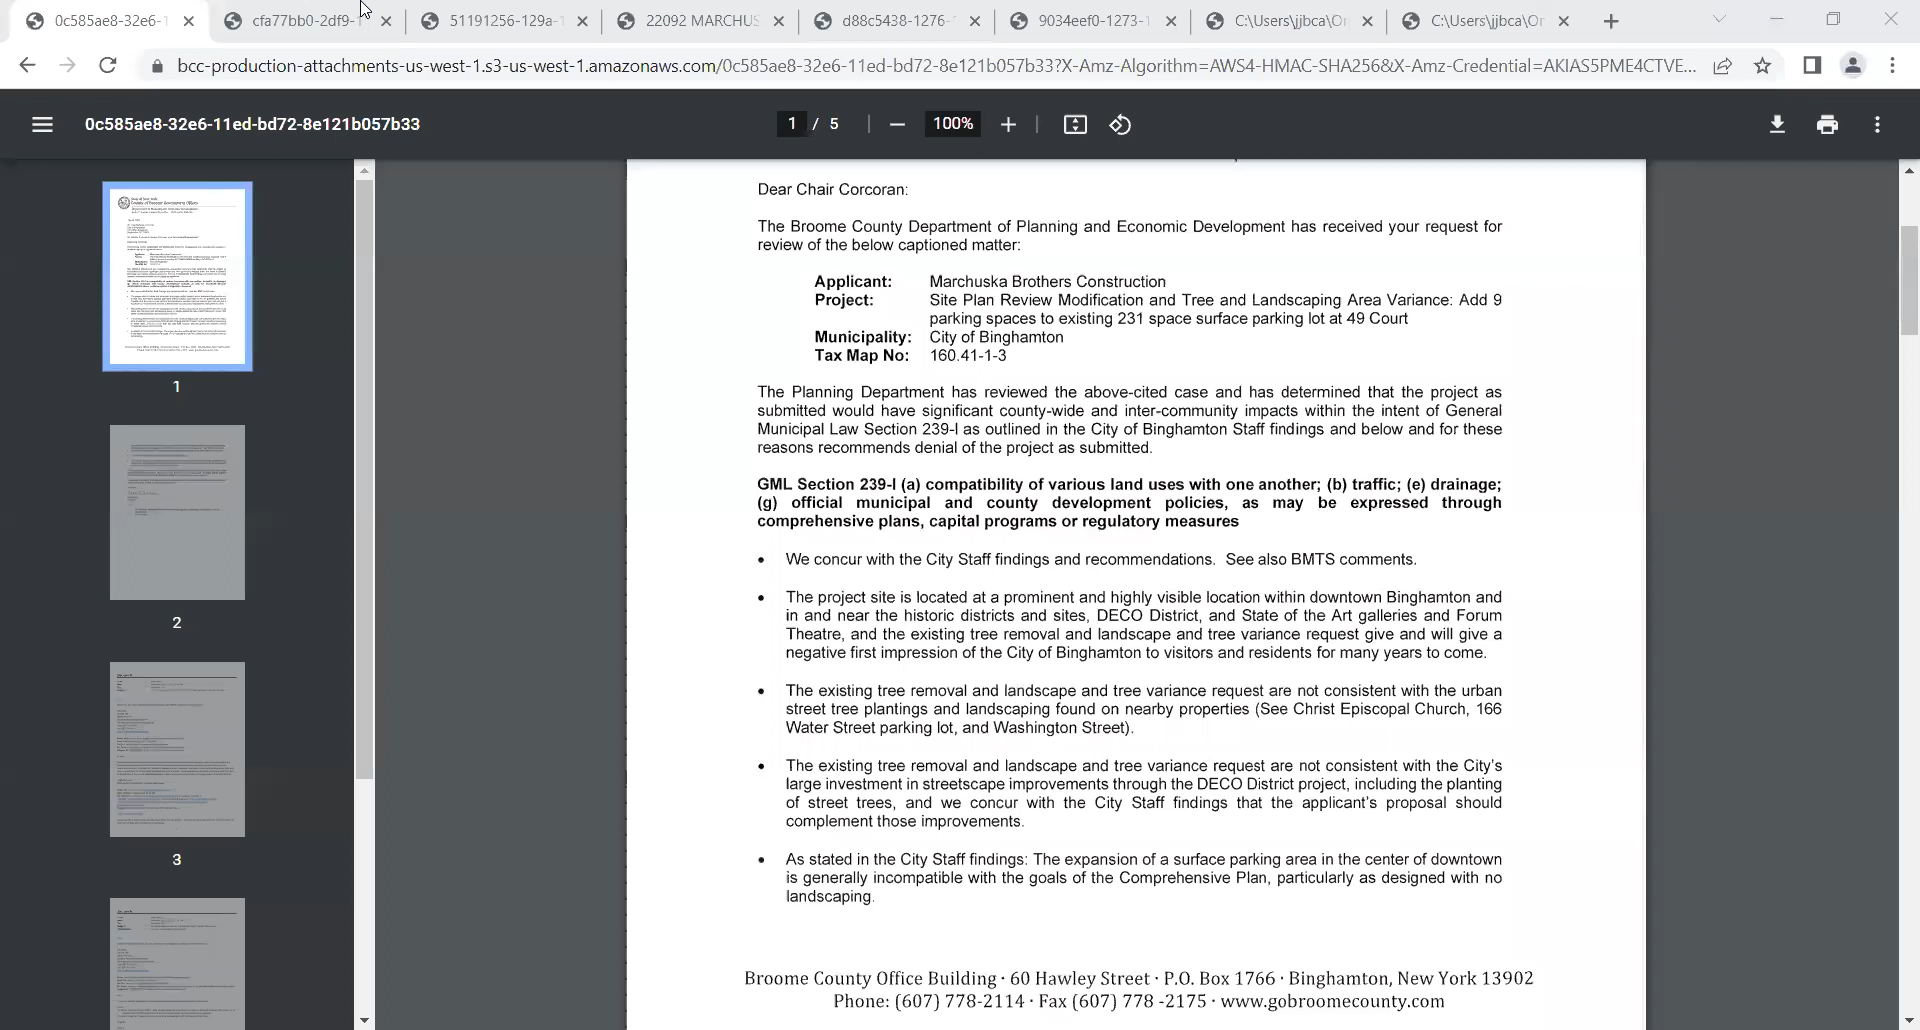 0c585ae8-32e6-1
cfa77bb0-2df9-1
51191256-129a-1
22092 MARCHUS
d88c5438-1276-
9034eef0-1273-1
C:\Users\jjbca\Or
C:\Users\jjbca\Or
bcc-production-attachments-us-west-1.s3-us-west-1.amazonaws.com/0c585ae8-32e6-11ed-bd72-8e121b057b33?X-Amz-Algorithm=AWS4-HMAC-SHA256&X-Amz-Credential=AKIAS5PME4CTVE...
0c585ae8-32e6-11ed-bd72-8e121b057b33
1 / 5
100%
1
2
3
Dear Chair Corcoran:
The Broome County Department of Planning and Economic Development has received your request for
review of the below captioned matter:
Applicant: Marchuska Brothers Construction
Project: Site Plan Review Modification and Tree and Landscaping Area Variance: Add 9
parking spaces to existing 231 space surface parking lot at 49 Court
Municipality: City of Binghamton
Tax Map No: 160.41-1-3
The Planning Department has reviewed the above-cited case and has determined that the project as
submitted would have significant county-wide and inter-community impacts within the intent of General
Municipal Law Section 239-l as outlined in the City of Binghamton Staff findings and below and for these
reasons recommends denial of the project as submitted.
GML Section 239-l (a) compatibility of various land uses with one another; (b) traffic; (e) drainage;
(g) official municipal and county development policies, as may be expressed through
comprehensive plans, capital programs or regulatory measures
• We concur with the City Staff findings and recommendations. See also BMTS comments.
• The project site is located at a prominent and highly visible location within downtown Binghamton and
in and near the historic districts and sites, DECO District, and State of the Art galleries and Forum
Theatre, and the existing tree removal and landscape and tree variance request give and will give a
negative first impression of the City of Binghamton to visitors and residents for many years to come.
• The existing tree removal and landscape and tree variance request are not consistent with the urban
street tree plantings and landscaping found on nearby properties (See Christ Episcopal Church, 166
Water Street parking lot, and Washington Street).
• The existing tree removal and landscape and tree variance request are not consistent with the City's
large investment in streetscape improvements through the DECO District project, including the planting
of street trees, and we concur with the City Staff findings that the applicant's proposal should
complement those improvements.
• As stated in the City Staff findings: The expansion of a surface parking area in the center of downtown
is generally incompatible with the goals of the Comprehensive Plan, particularly as designed with no
landscaping.
Broome County Office Building · 60 Hawley Street · P.O. Box 1766 · Binghamton, New York 13902
Phone: (607) 778-2114 · Fax (607) 778 -2175 · www.gobroomecounty.com